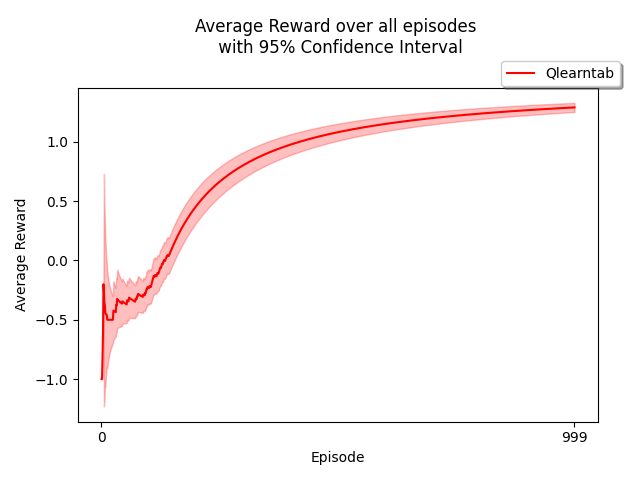 Average Reward over all episodes
with 95% Confidence Interval
Qlearntab
Average Reward
1.0
0.5
0.0
−0.5
−1.0
0
999
Episode